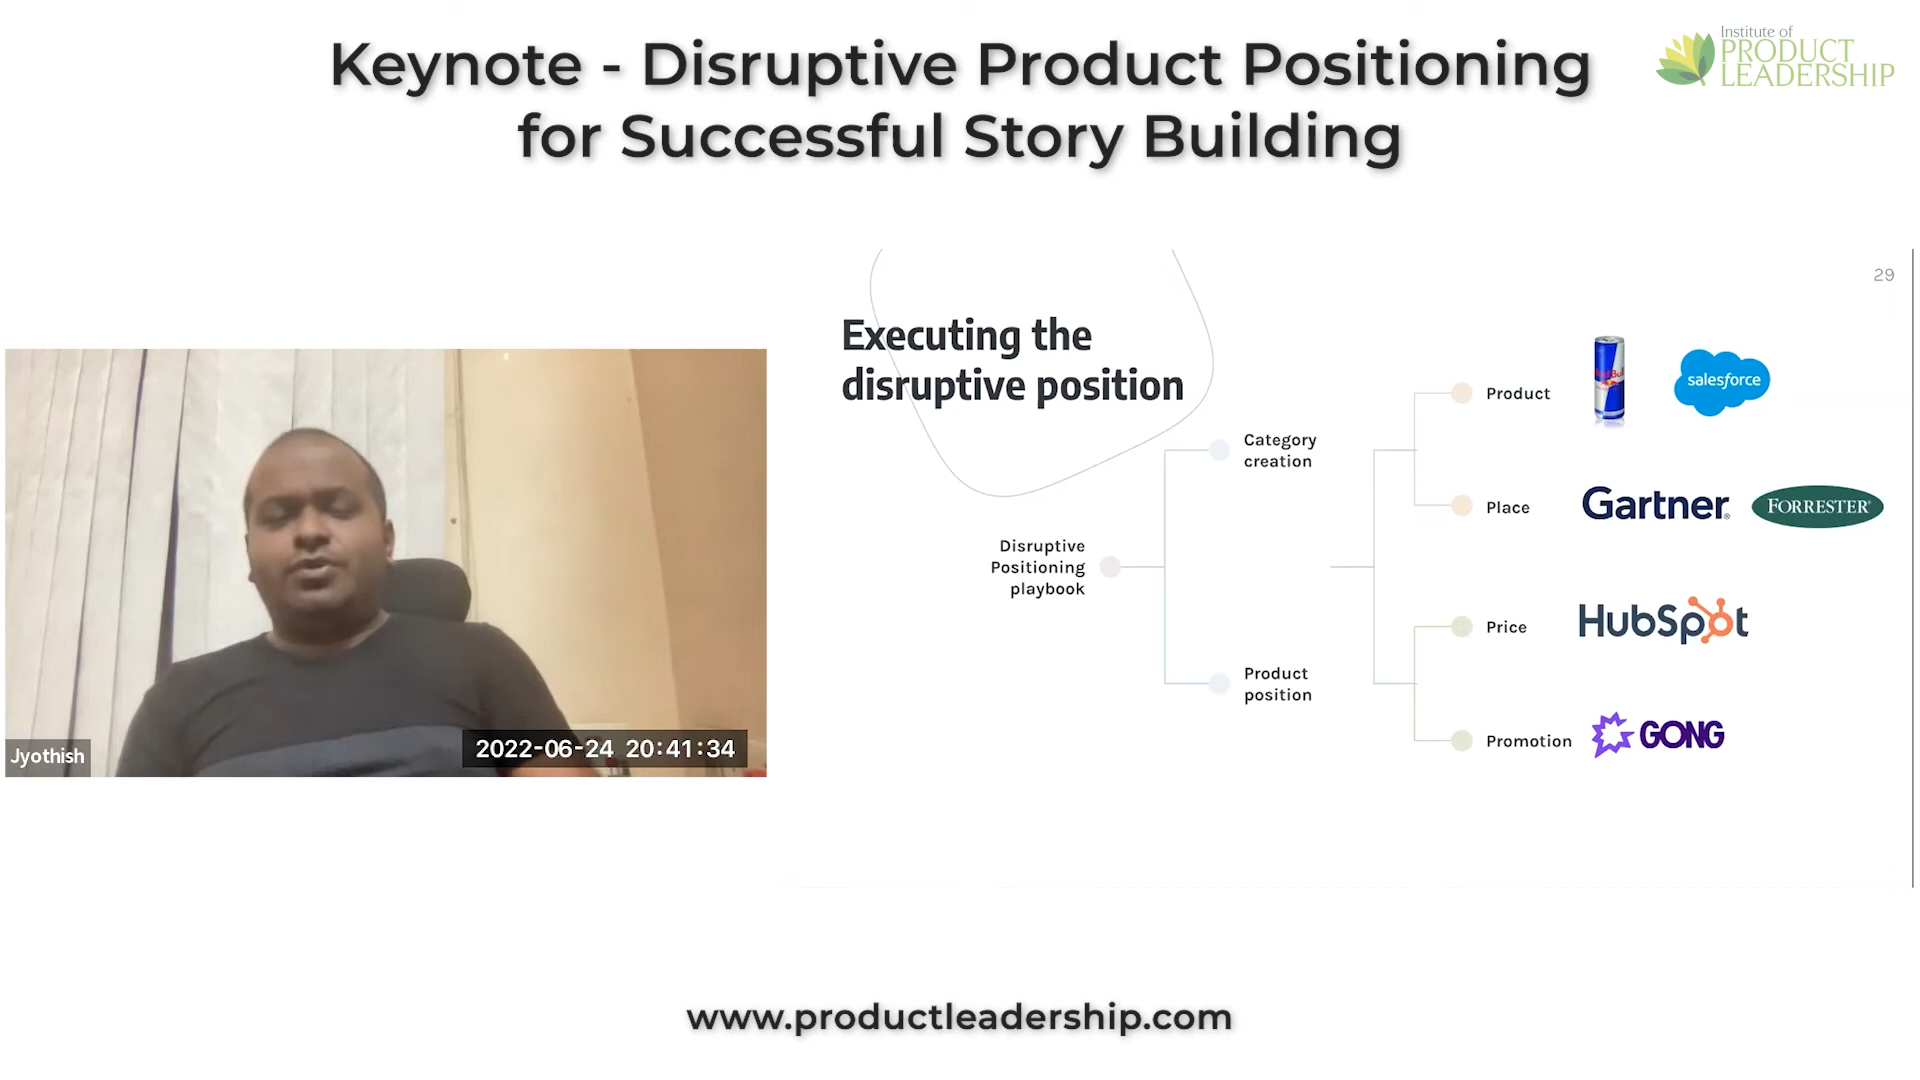 Keynote - Disruptive Product Positioning
for Successful Story Building
Institute of
PRODUCT
LEADERSHIP
29
Executing the
disruptive position
Disruptive
Positioning
playbook
Category
creation
Product
position
Product
RedBull
salesforce
Place
Gartner®
FORRESTER®
Price
HubSpot
Promotion
GONG
Jyothish
2022-06-24 20:41:34
www.productleadership.com